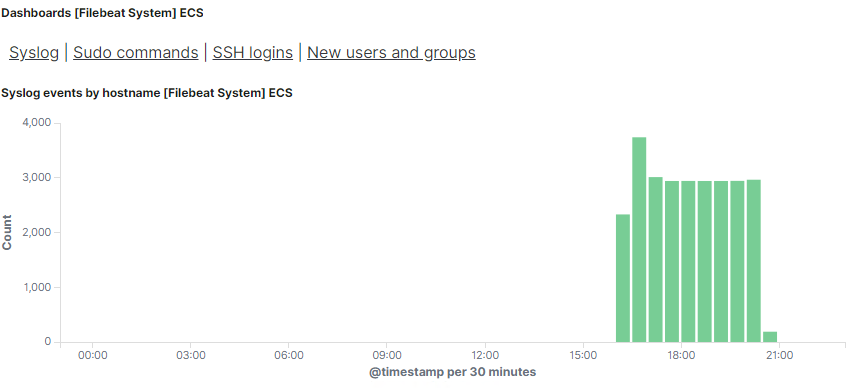 Dashboards [Filebeat System] ECS
Syslog | Sudo commands | SSH logins | New users and groups
Syslog events by hostname [Filebeat System] ECS
4,000
3,000
2,000
1,000
0
Count
00:00 03:00 06:00 09:00 12:00 15:00 18:00 21:00
@timestamp per 30 minutes